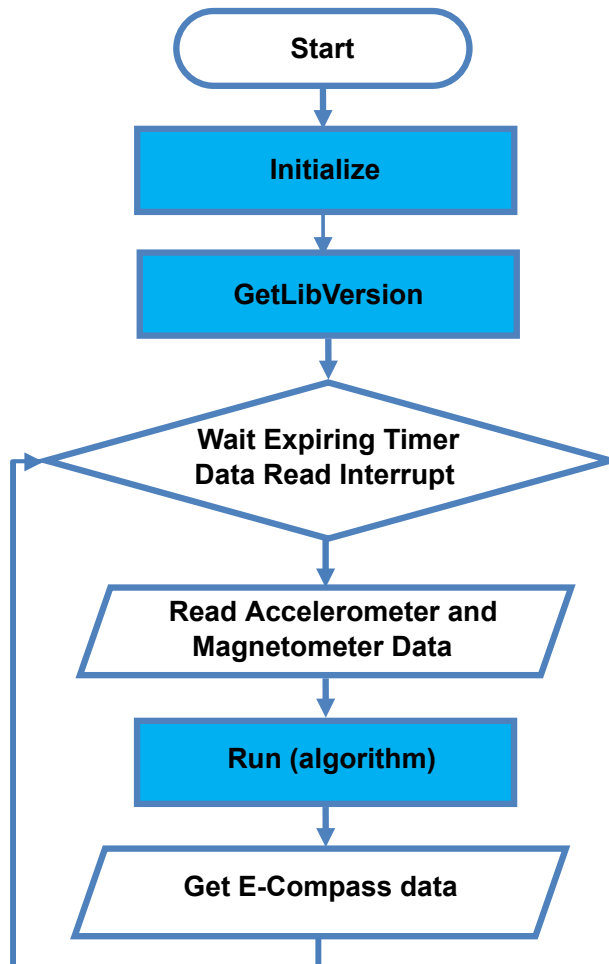 Start
Initialize
GetLibVersion
Wait Expiring Timer
Data Read Interrupt
Read Accelerometer and
Magnetometer Data
Run (algorithm)
Get E-Compass data